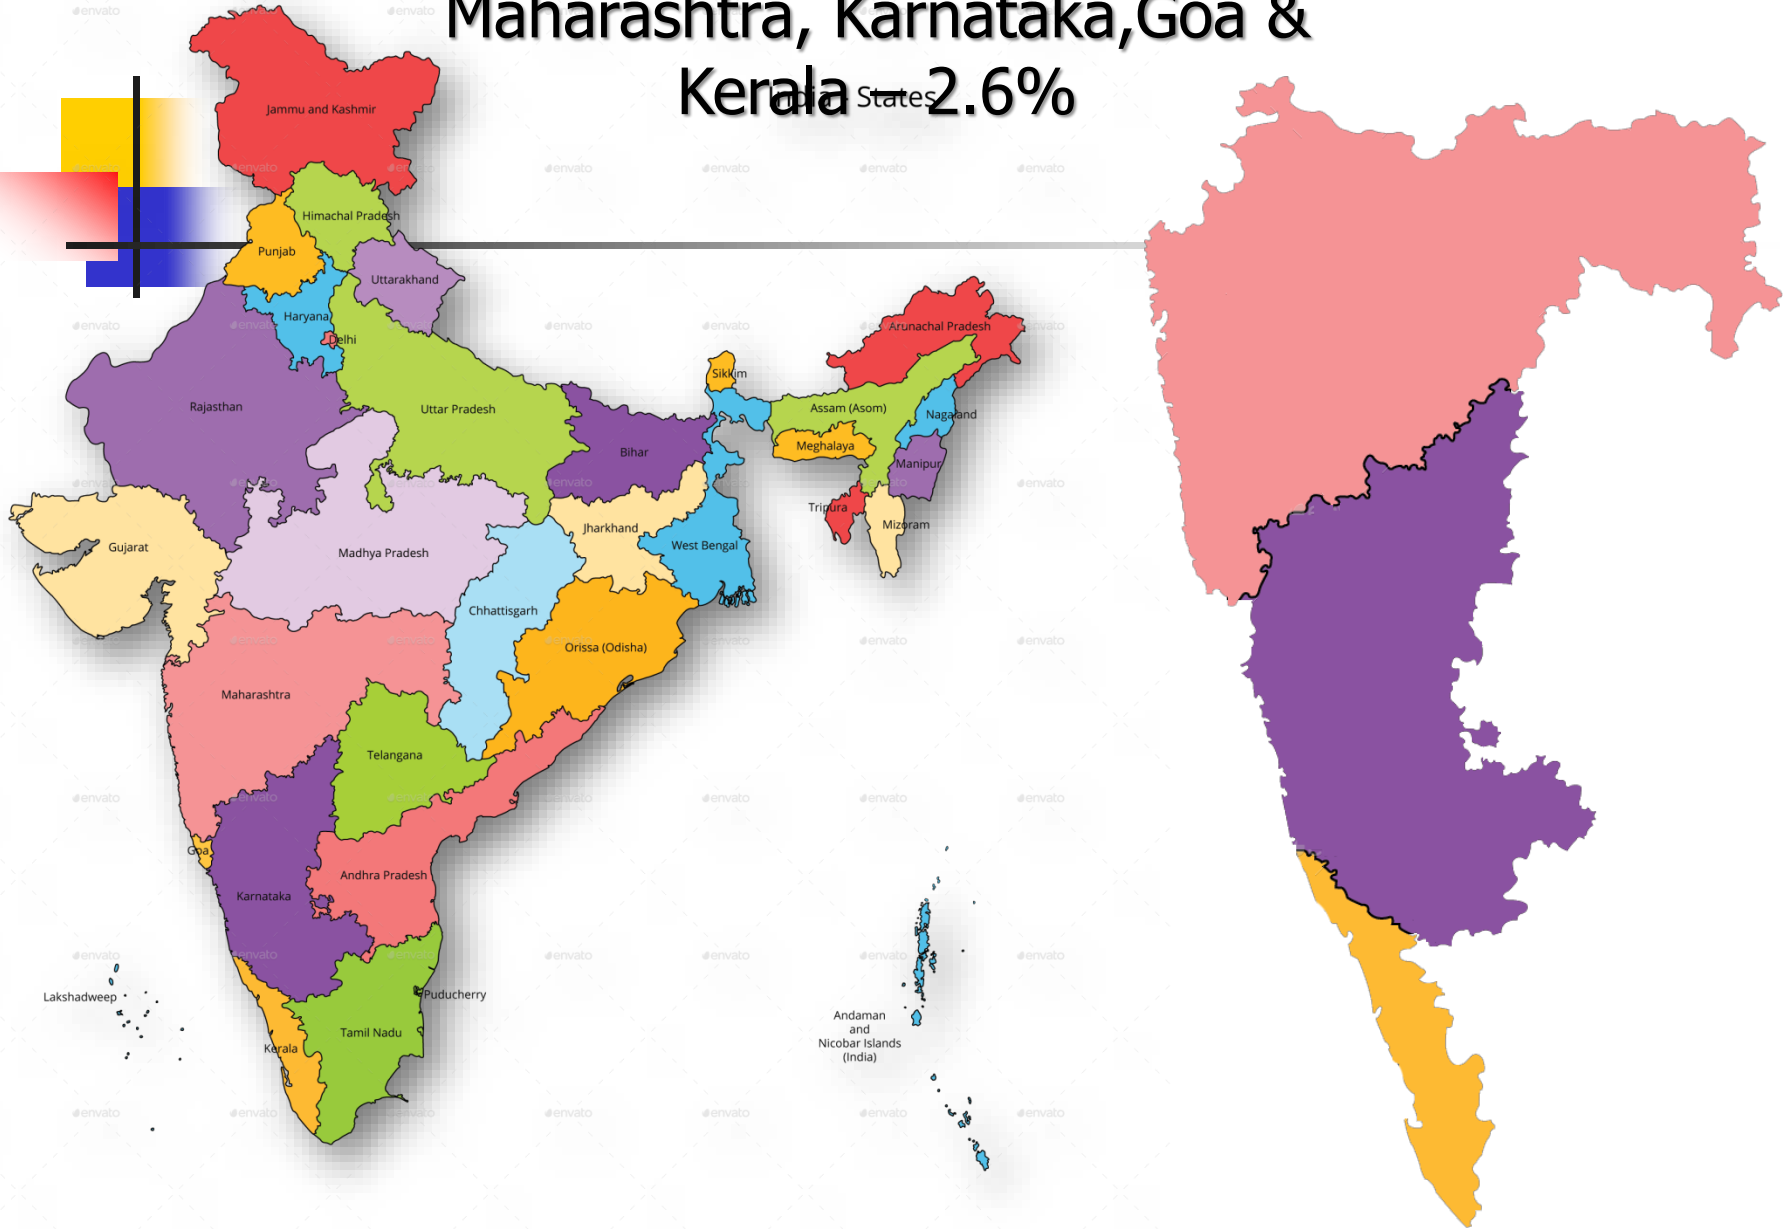 Maharashtra, Karnataka,Goa &
Kerala – 2.6%
India - States
Jammu and Kashmir
Himachal Pradesh
Punjab
Uttarakhand
Haryana
Delhi
Arunachal Pradesh
Sikkim
Rajasthan
Uttar Pradesh
Assam (Asom)
Nagaland
Bihar
Meghalaya
Manipur
Tripura
Mizoram
Jharkhand
Gujarat
Madhya Pradesh
West Bengal
Chhattisgarh
Orissa (Odisha)
Maharashtra
Telangana
Goa
Andhra Pradesh
Karnataka
Lakshadweep
Puducherry
Tamil Nadu
Kerala
Andaman
and
Nicobar Islands
(India)
envato